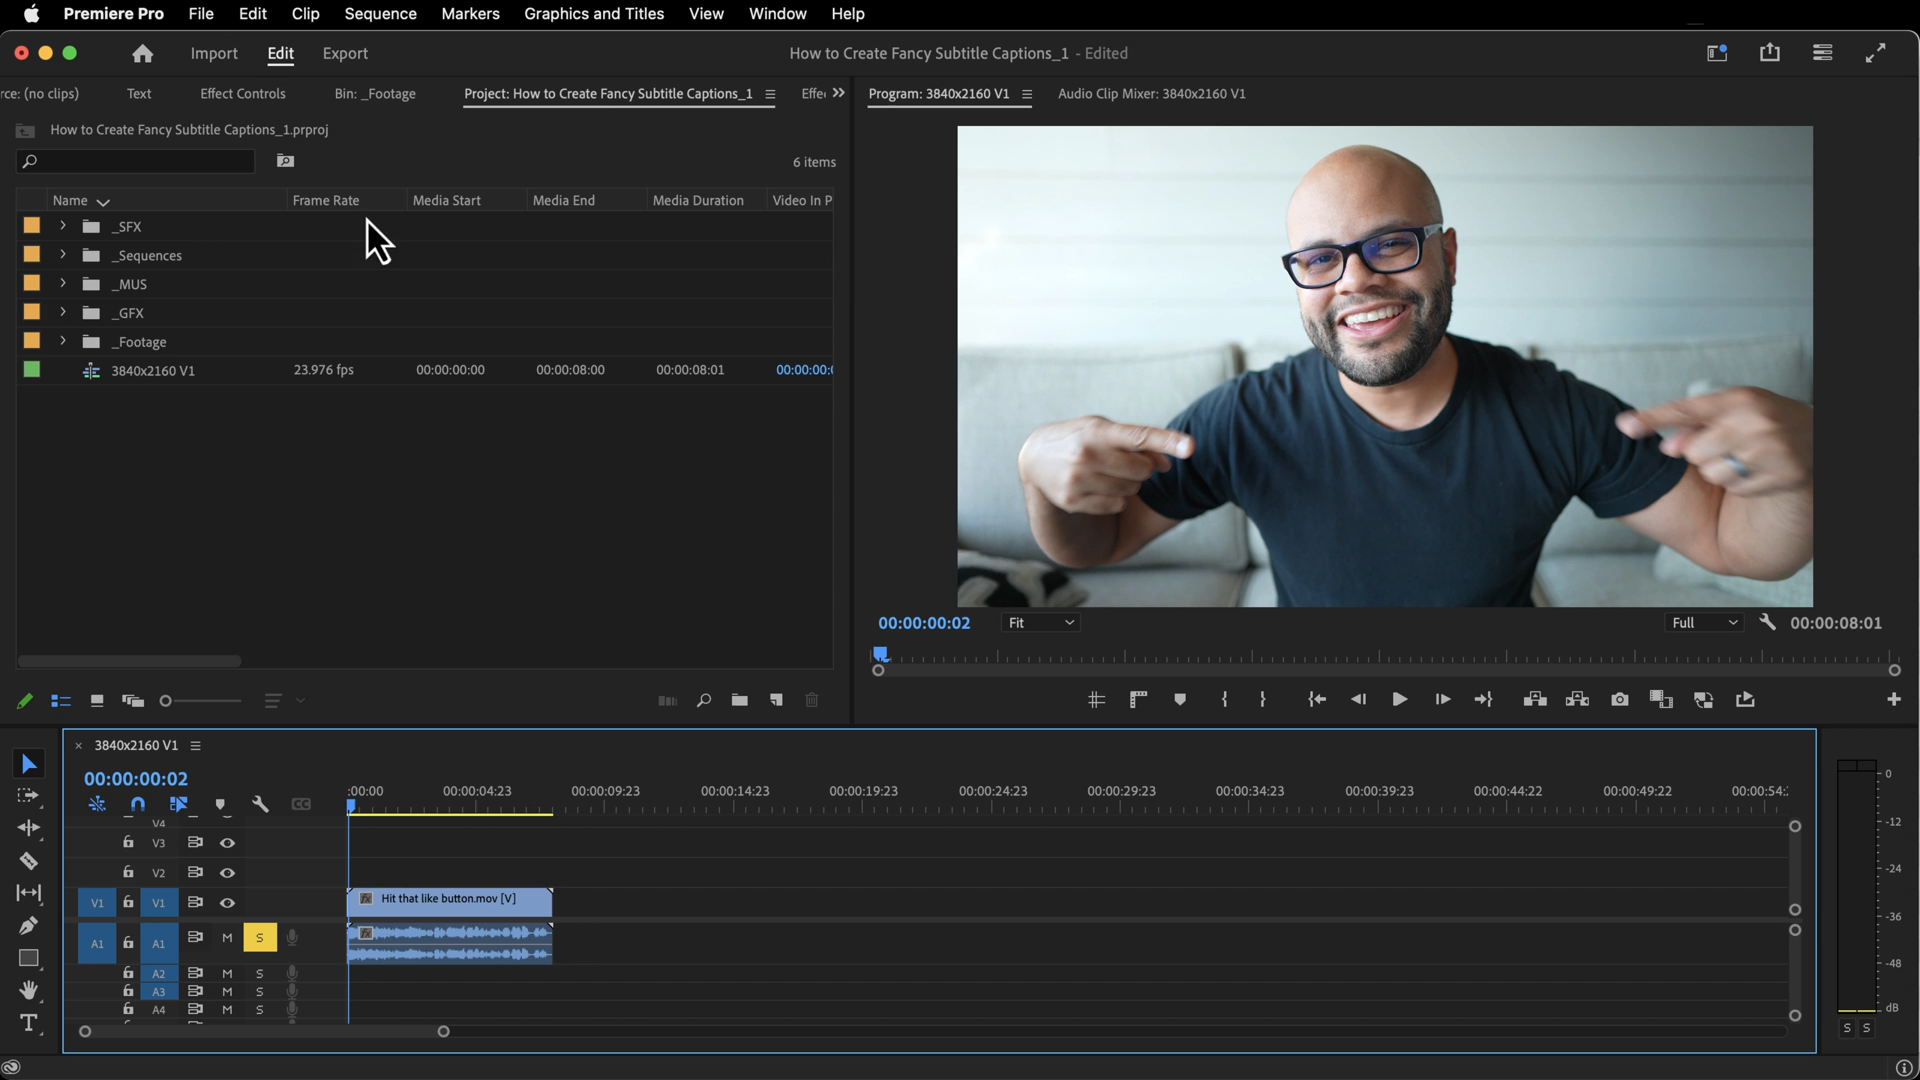 Premiere Pro File Edit Clip Sequence Markers Graphics and Titles View Window Help
Import Edit Export
How to Create Fancy Subtitle Captions_1 - Edited
rce: (no clips) Text Effect Controls Bin: _Footage Project: How to Create Fancy Subtitle Captions_1 Effec
Program: 3840x2160 V1 Audio Clip Mixer: 3840x2160 V1
How to Create Fancy Subtitle Captions_1.prproj
6 items
Name Frame Rate Media Start Media End Media Duration Video In P
_SFX
_Sequences
_MUS
_GFX
_Footage
3840x2160 V1 23.976 fps 00:00:00:00 00:00:08:00 00:00:08:01 00:00:00:0
00:00:00:02 Fit Full 00:00:08:01
3840x2160 V1
00:00:00:02
:00:00 00:00:04:23 00:00:09:23 00:00:14:23 00:00:19:23 00:00:24:23 00:00:29:23 00:00:34:23 00:00:39:23 00:00:44:22 00:00:49:22 00:00:54:
CC
V4
V3
V2
V1 V1
fx Hit that like button.mov [V]
A1 A1 M S
fx
A2 M S
A3 M S
A4 M S
0
-12
-24
-36
-48
dB
S S